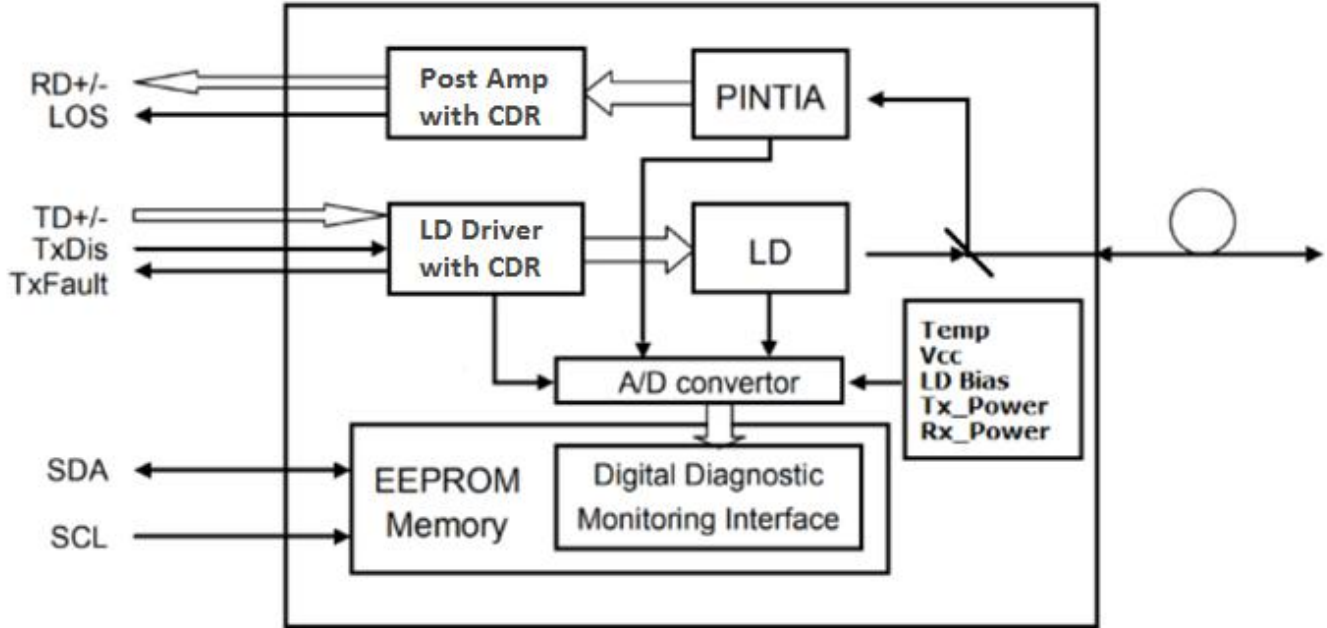 RD+/-
LOS
Post Amp
with CDR
PINTIA
TD+/-
TxDis
TxFault
LD Driver
with CDR
LD
Temp
Vcc
LD Bias
Tx_Power
Rx_Power
A/D convertor
SDA
SCL
EEPROM
Memory
Digital Diagnostic
Monitoring Interface